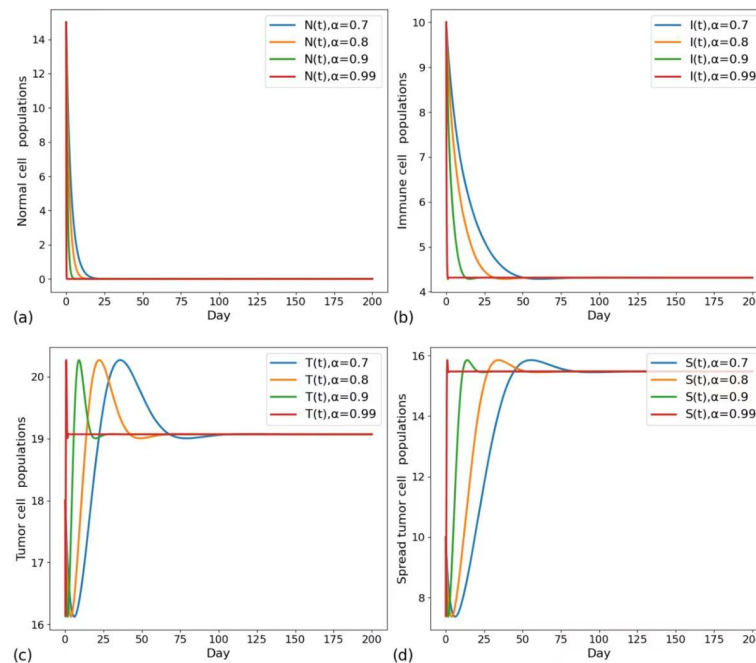 N(t),α=0.7
N(t),α=0.8
N(t),α=0.9
N(t),α=0.99
Normal cell populations
14
12
10
8
6
4
2
0
0 25 50 75 100 125 150 175 200
Day
(a)
I(t),α=0.7
I(t),α=0.8
I(t),α=0.9
I(t),α=0.99
Immune cell populations
10
9
8
7
6
5
4
0 25 50 75 100 125 150 175 200
Day
(b)
T(t),α=0.7
T(t),α=0.8
T(t),α=0.9
T(t),α=0.99
Tumor cell populations
20
19
18
17
16
0 25 50 75 100 125 150 175 200
Day
(c)
S(t),α=0.7
S(t),α=0.8
S(t),α=0.9
S(t),α=0.99
Spread tumor cell populations
16
14
12
10
8
0 25 50 75 100 125 150 175 200
Day
(d)